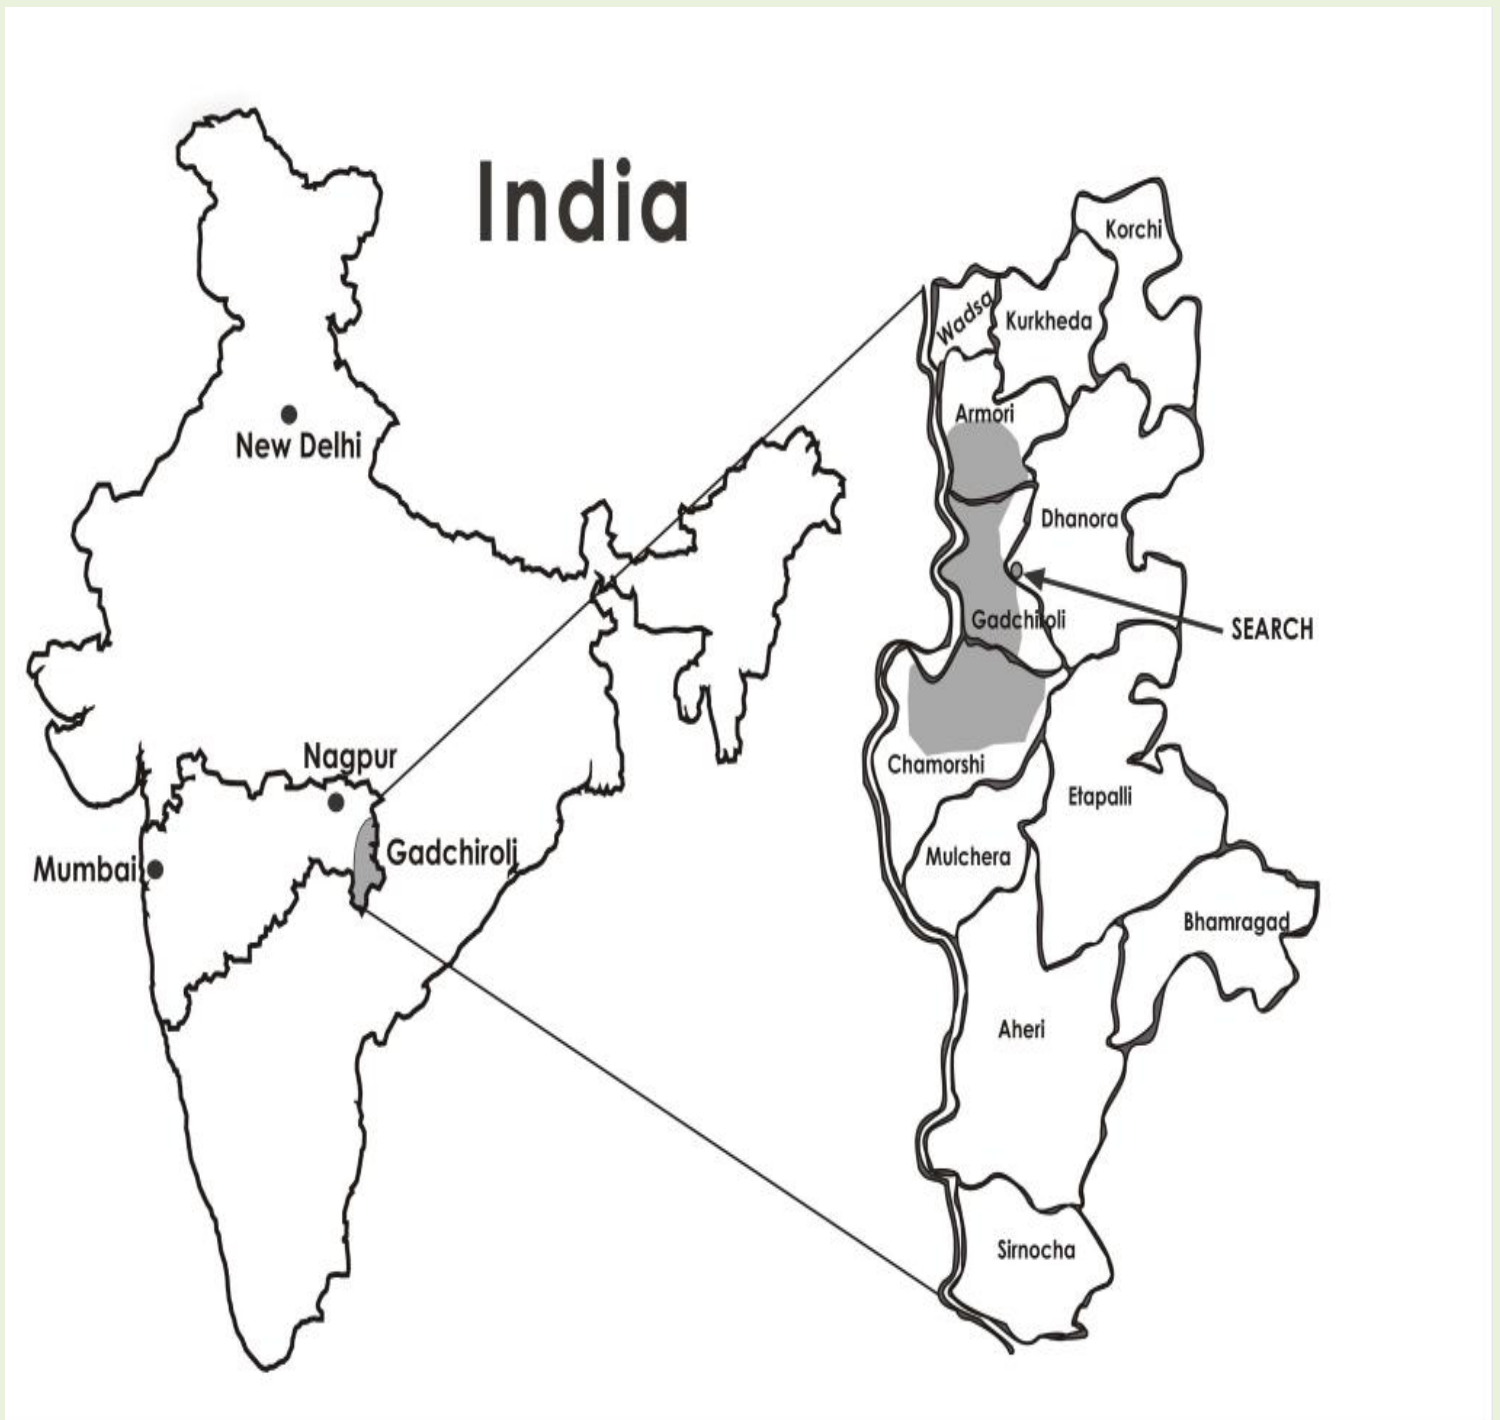 India
Korchi
Wadsa
Kurkheda
Armori
New Delhi
Dhanora
Gadchiroli
SEARCH
Nagpur
Chamorshi
Etapalli
Gadchiroli
Mumbai
Mulchera
Bhamragad
Aheri
Sirnocha